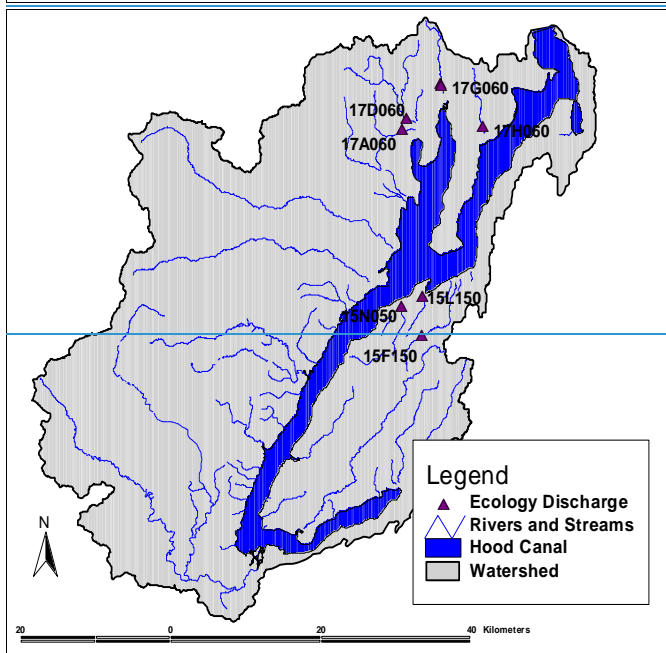 17G060
17D060
17H060
17A060
15L150
15N050
15F150
Legend
Ecology Discharge
Rivers and Streams
Hood Canal
Watershed
N
20 0 20 40 Kilometers